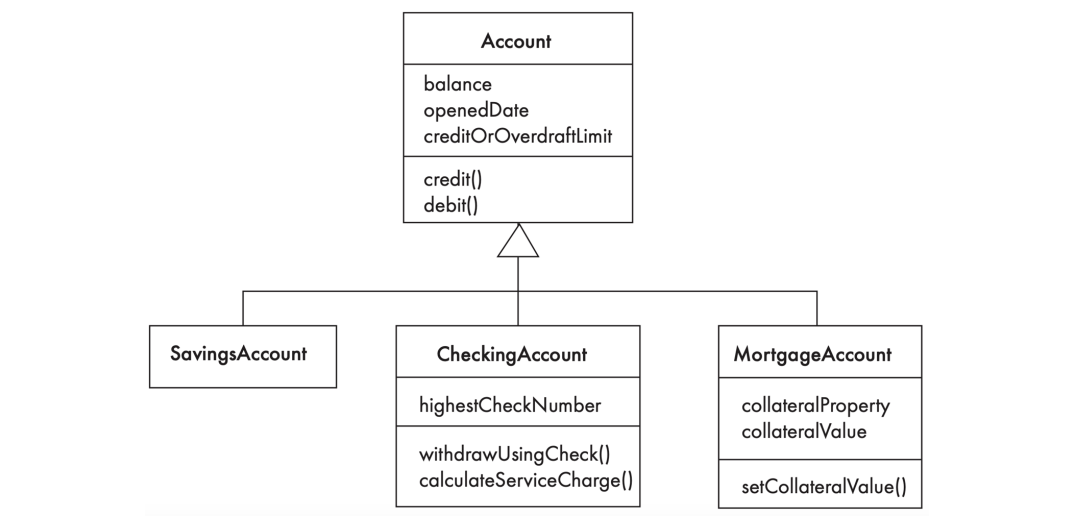 Account
balance
openedDate
creditOrOverdraftLimit
credit()
debit()
SavingsAccount
CheckingAccount
highestCheckNumber
withdrawUsingCheck()
calculateServiceCharge()
MortgageAccount
collateralProperty
collateralValue
setCollateralValue()